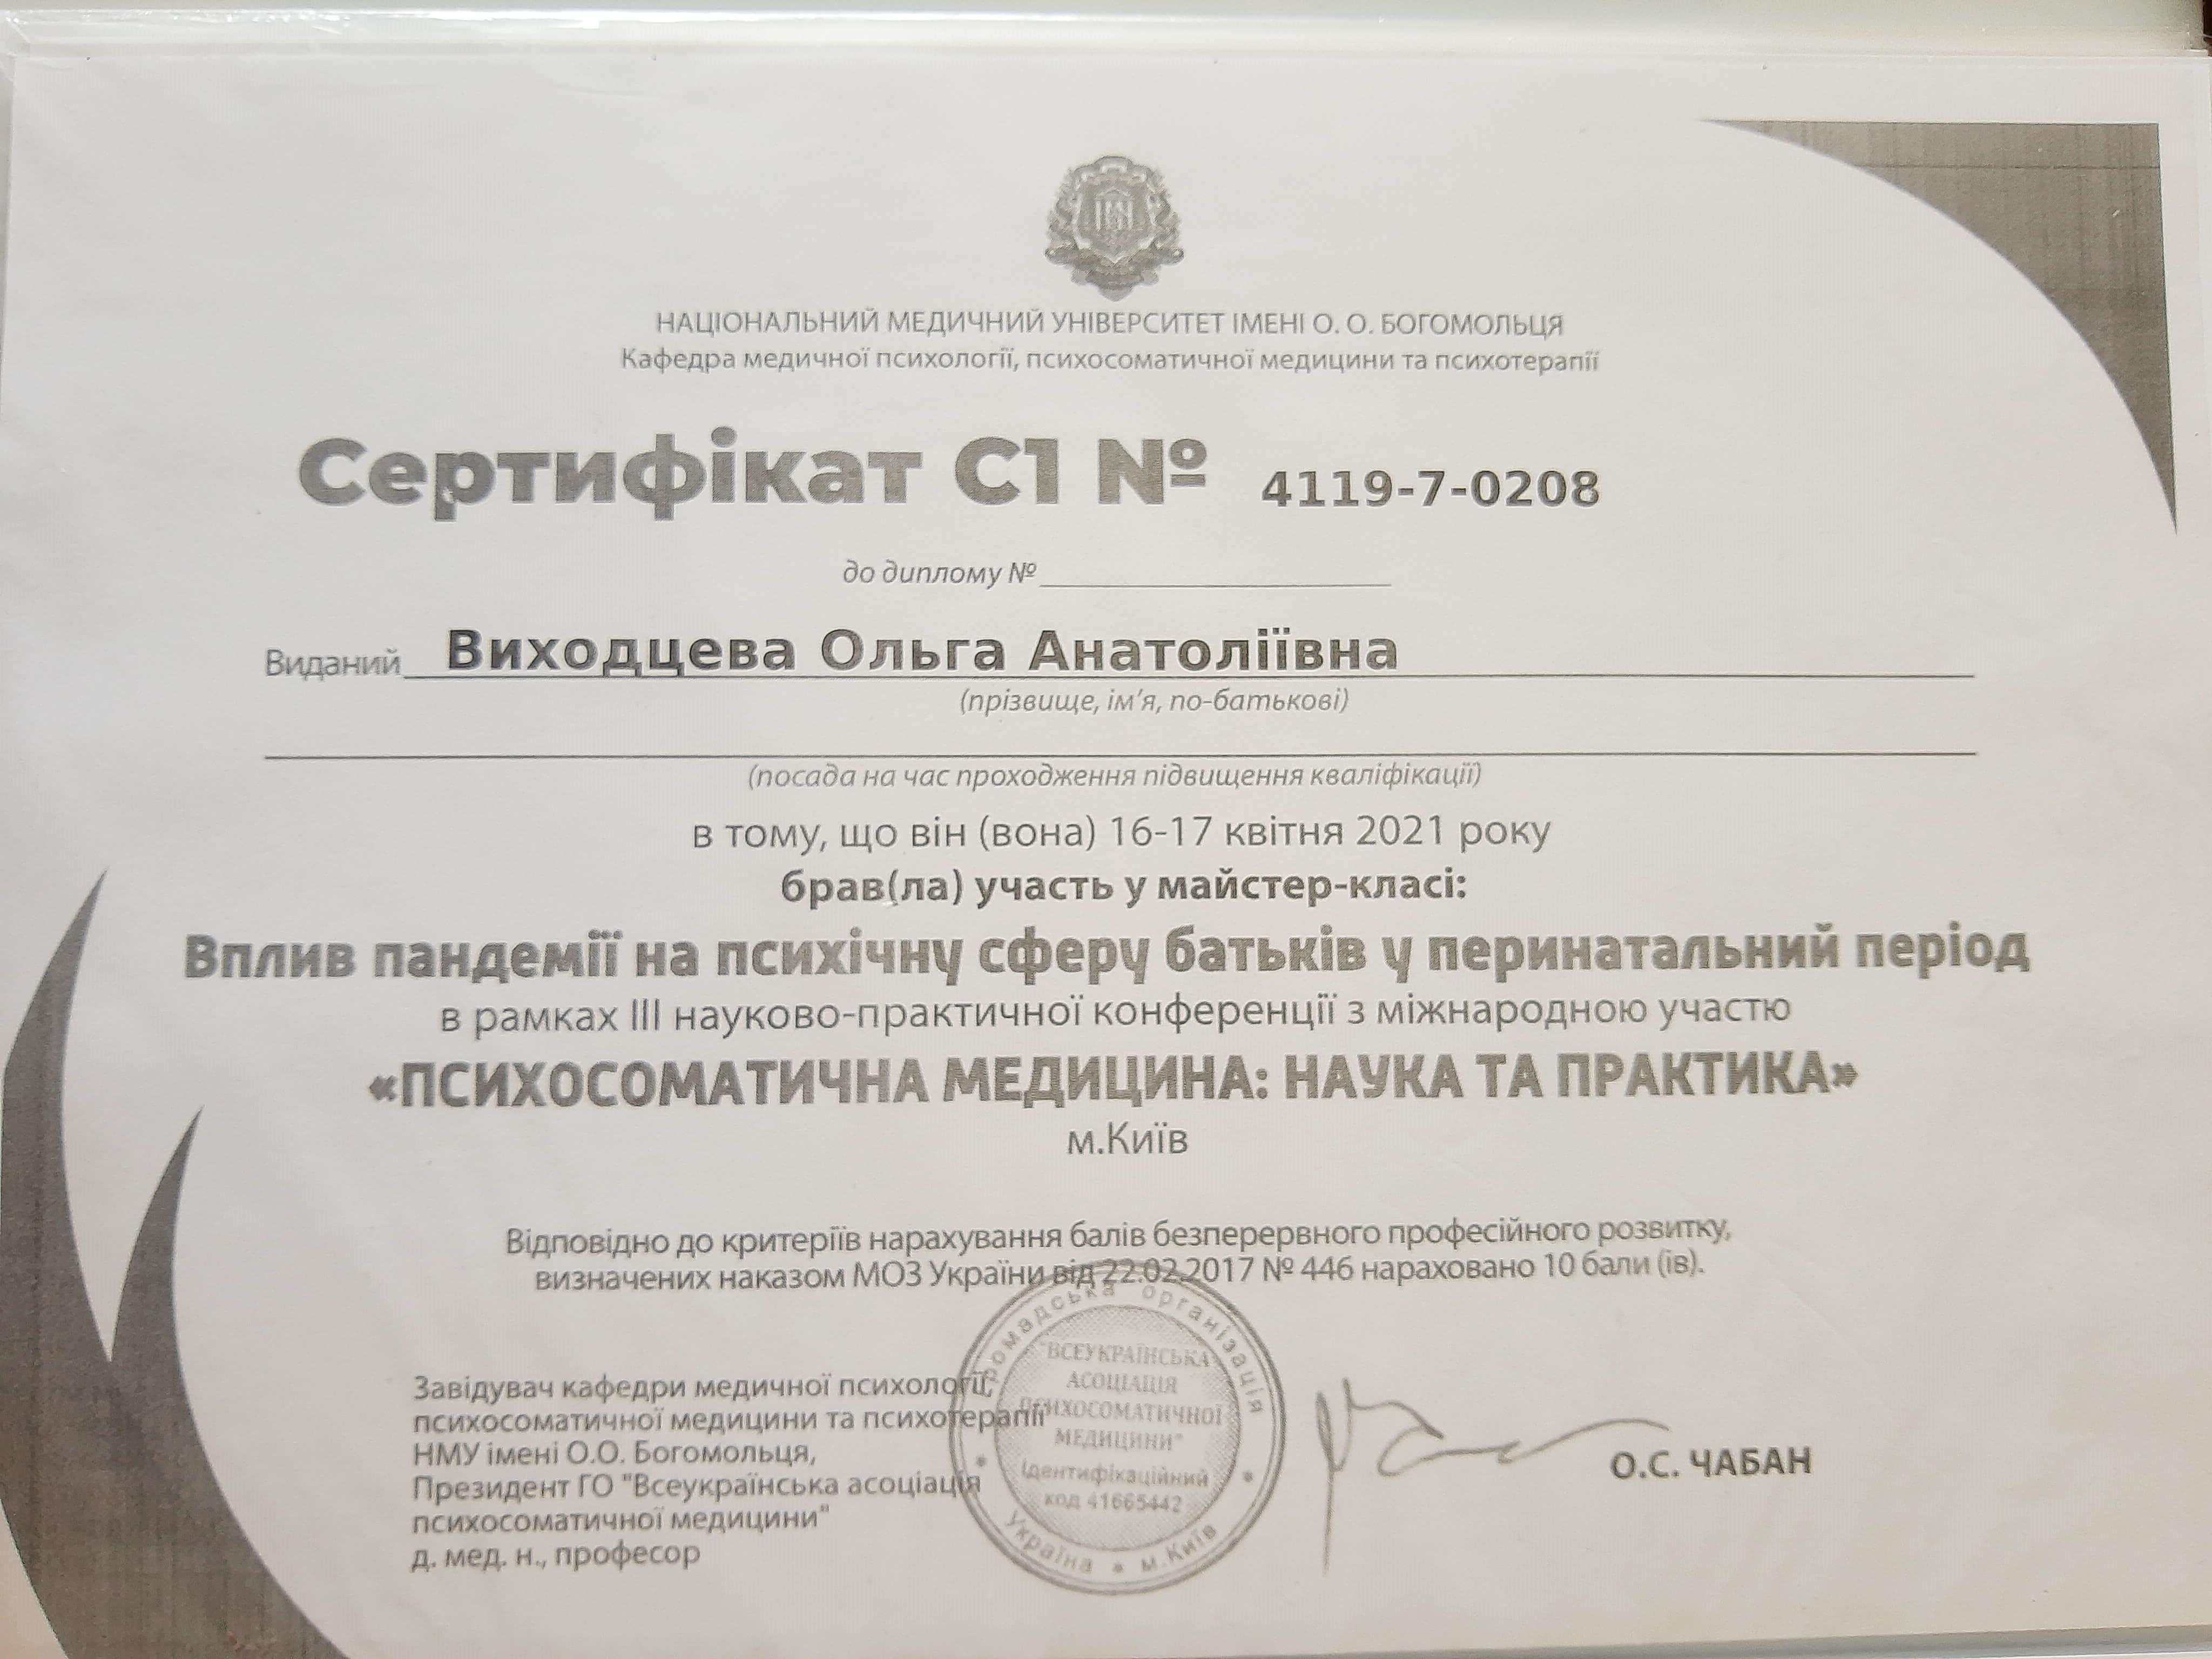 НАЦІОНАЛЬНИЙ МЕДИЧНИЙ УНІВЕРСИТЕТ ІМЕНІ О. О. БОГОМОЛЬЦЯ
Кафедра медичної психології, психосоматичної медицини та психотерапії
Сертифікат С1 № 4119-7-0208
до диплому №
Виданий Виходцева Ольга Анатоліївна
(прізвище, ім'я, по-батькові)
(посада на час проходження підвищення кваліфікації)
в тому, що він (вона) 16-17 квітня 2021 року
брав(ла) участь у майстер-класі:
Вплив пандемії на психічну сферу батьків у перинатальний період
в рамках III науково-практичної конференції з міжнародною участю
«ПСИХОСОМАТИЧНА МЕДИЦИНА: НАУКА ТА ПРАКТИКА»
м.Київ
Відповідно до критеріїв нарахування балів безперервного професійного розвитку,
визначених наказом МОЗ України від 22.02.2017 № 446 нараховано 10 бали (ів).
Завідувач кафедри медичної психології,
психосоматичної медицини та психотерапії
НМУ імені О.О. Богомольця,
Президент ГО "Всеукраїнська асоціація
психосоматичної медицини"
д. мед. н., професор
Громадська організація
"ВСЕУКРАЇНСЬКА
АСОЦІАЦІЯ
ПСИХОСОМАТИЧНОЇ
МЕДИЦИНИ"
Ідентифікаційний
код 41665442
Україна * м.Київ
О.С. ЧАБАН